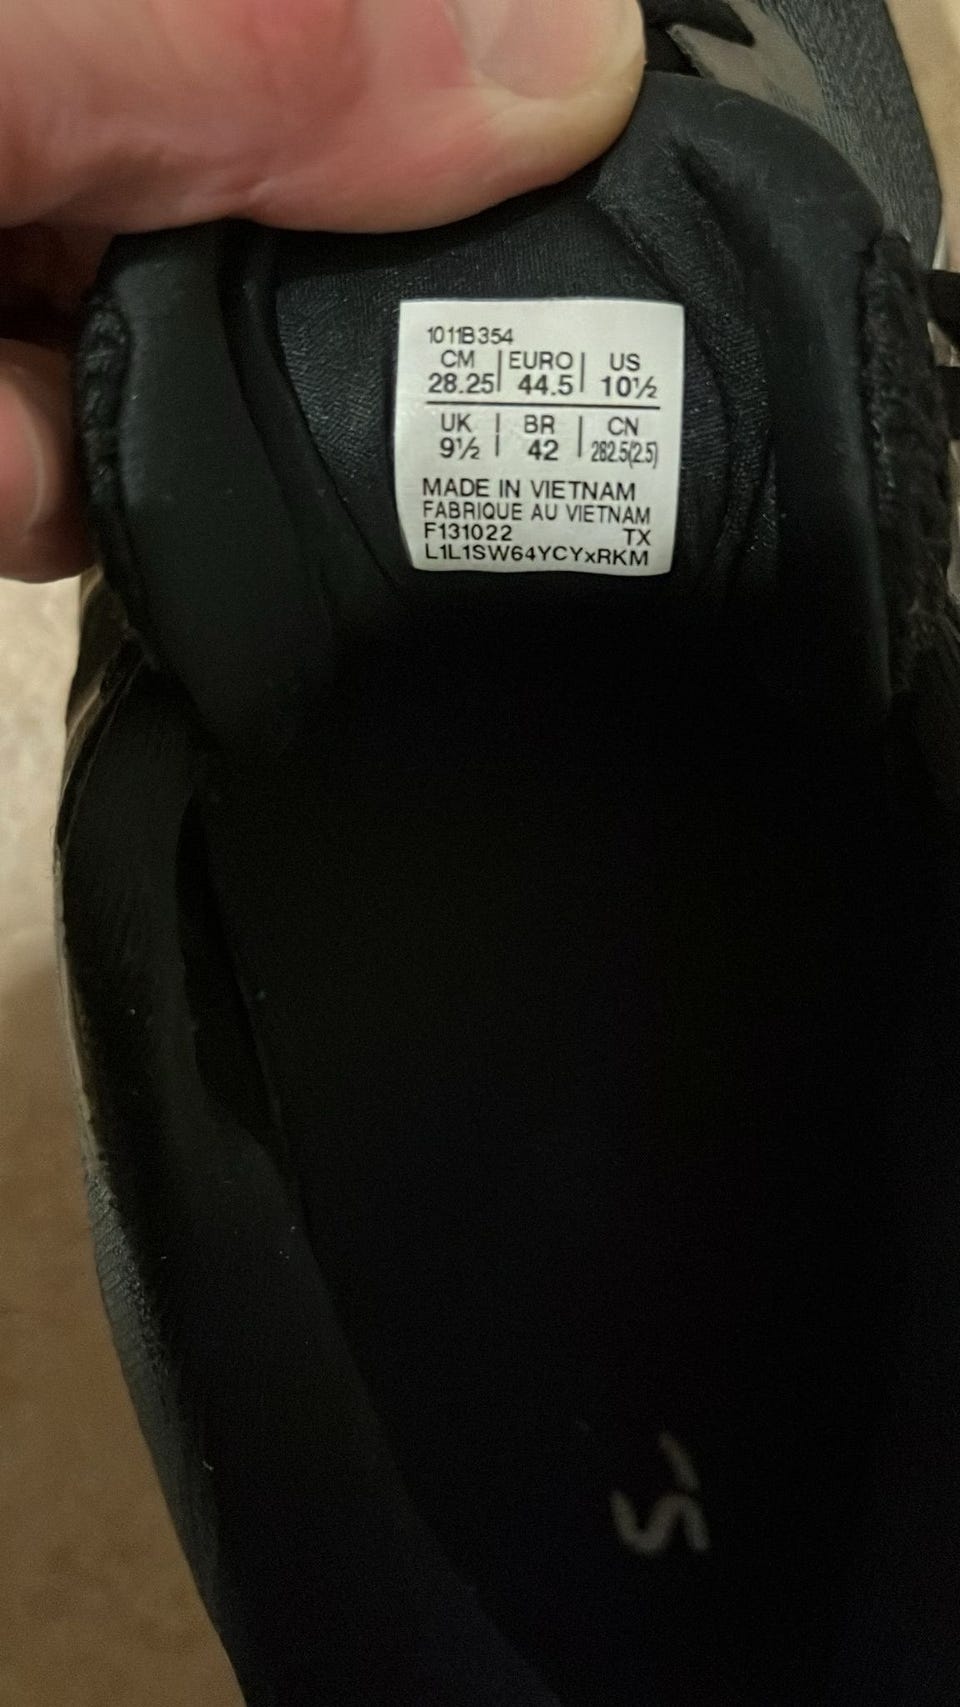 1011B354
CM | EURO | US
28.25 | 44.5 | 10½
UK | BR | CN
9½ | 42 | 282.5(2.5)
MADE IN VIETNAM
FABRIQUE AU VIETNAM
F131022 TX
L1L1SW64YCYxRKM